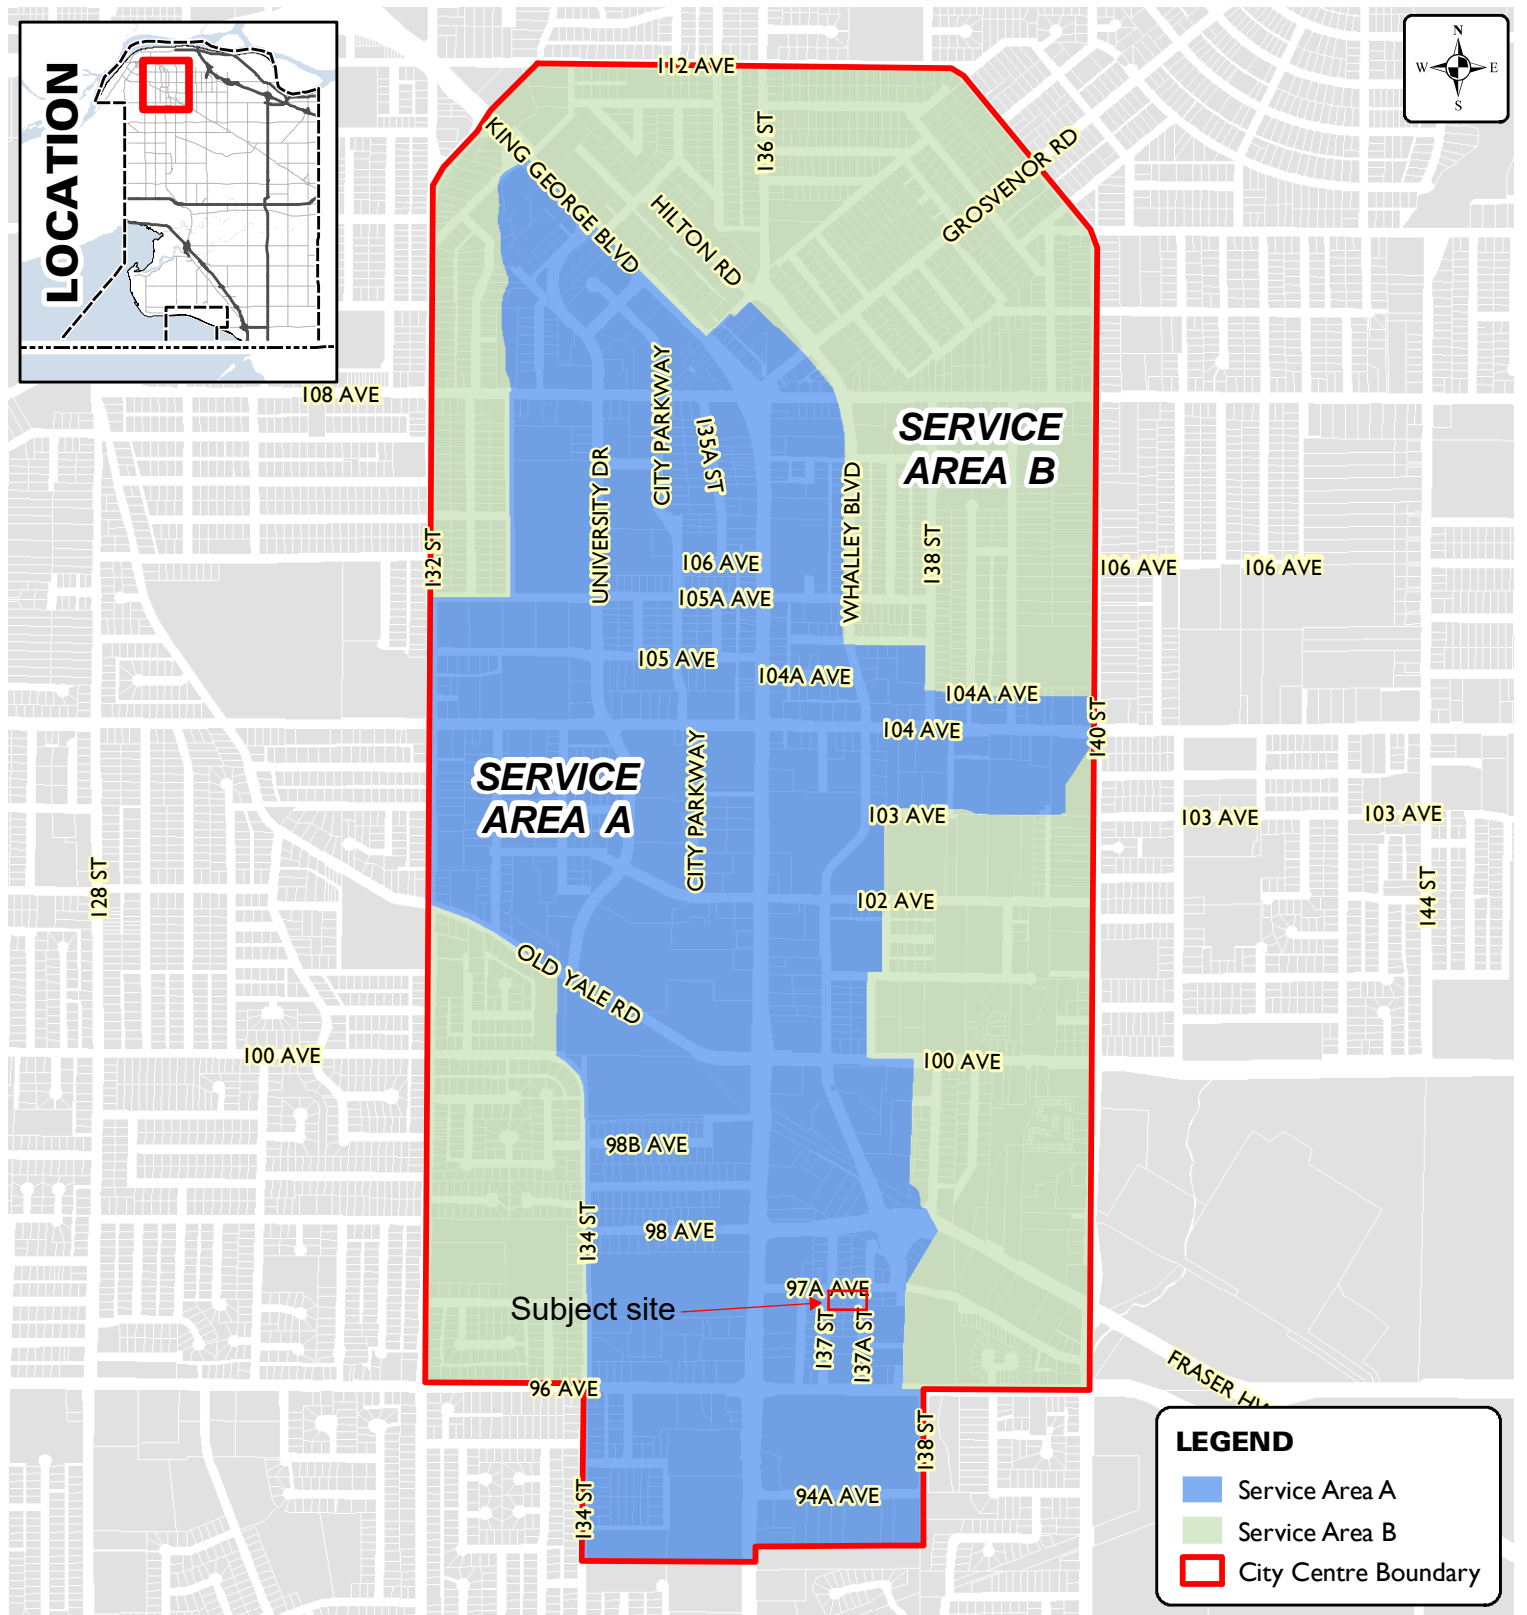 LOCATION
N
W
E
S
112 AVE
136 ST
KING GEORGE BLVD
HILTON RD
GROSVENOR RD
108 AVE
CITY PARKWAY
135A ST
SERVICE
AREA B
UNIVERSITY DR
WHALLEY BLVD
132 ST
138 ST
106 AVE
106 AVE
106 AVE
105A AVE
105 AVE
104A AVE
104A AVE
104 AVE
140 ST
CITY PARKWAY
SERVICE
AREA A
103 AVE
103 AVE
103 AVE
128 ST
102 AVE
144 ST
OLD YALE RD
100 AVE
100 AVE
98B AVE
134 ST
98 AVE
97A AVE
Subject site
137 ST
137A ST
96 AVE
FRASER HW
138 ST
134 ST
94A AVE
LEGEND
Service Area A
Service Area B
City Centre Boundary